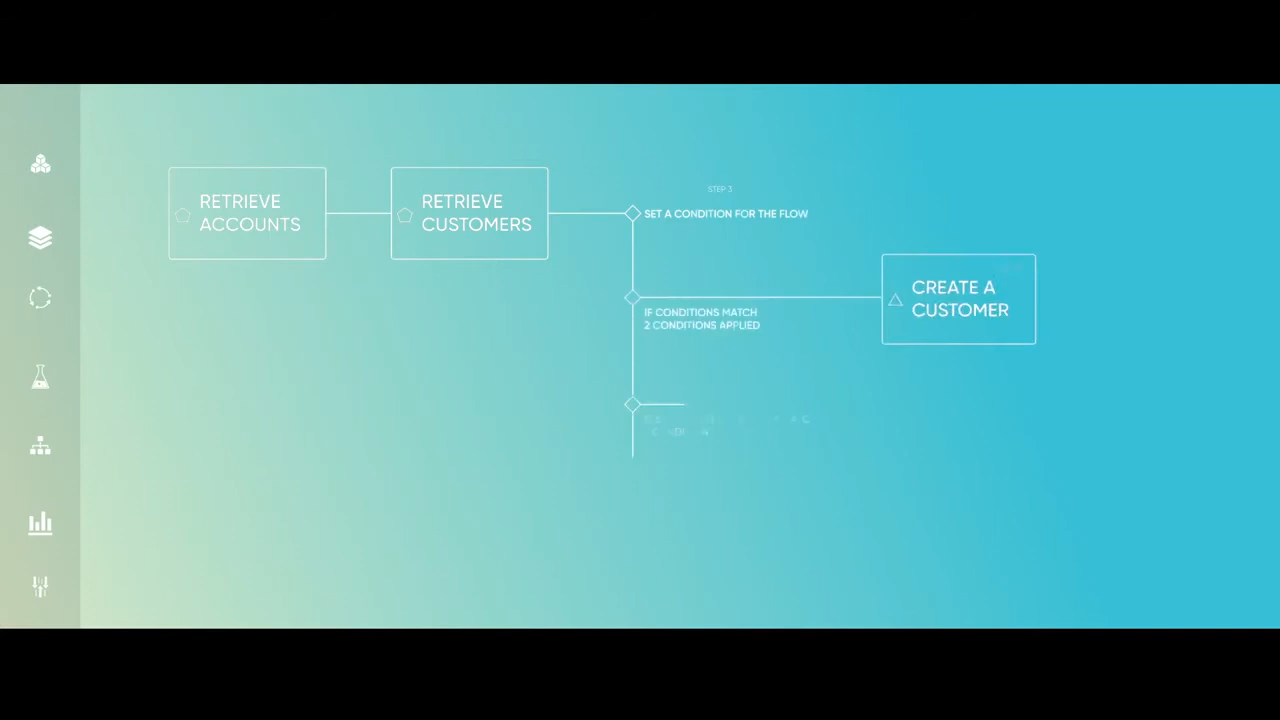 RETRIEVE
ACCOUNTS
RETRIEVE
CUSTOMERS
STEP 3
SET A CONDITION FOR THE FLOW
IF CONDITIONS MATCH
2 CONDITIONS APPLIED
CREATE A
CUSTOMER